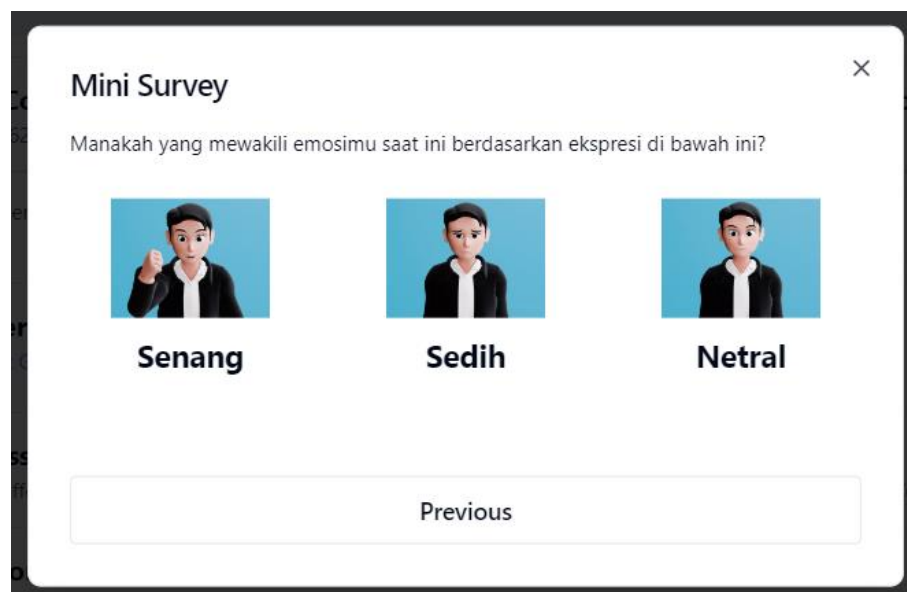 Mini Survey
Manakah yang mewakili emosimu saat ini berdasarkan ekspresi di bawah ini?
Senang Sedih Netral
Previous